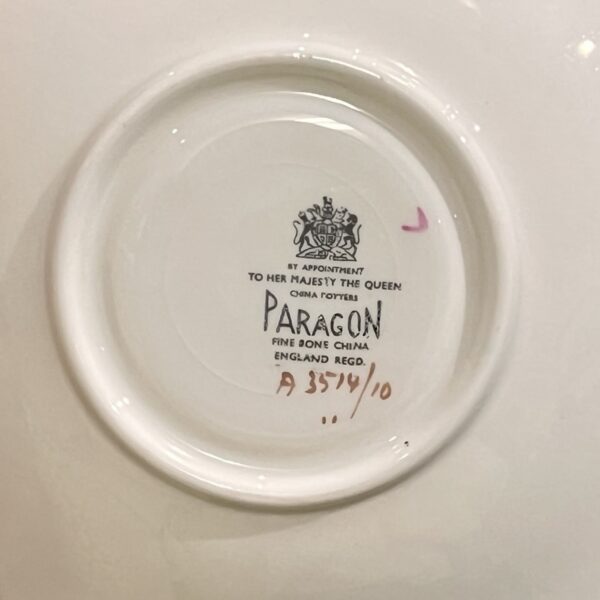 BY APPOINTMENT
TO HER MAJESTY THE QUEEN
CHINA POTTERS
PARAGON
FINE BONE CHINA
ENGLAND REGD.
A 3514/10